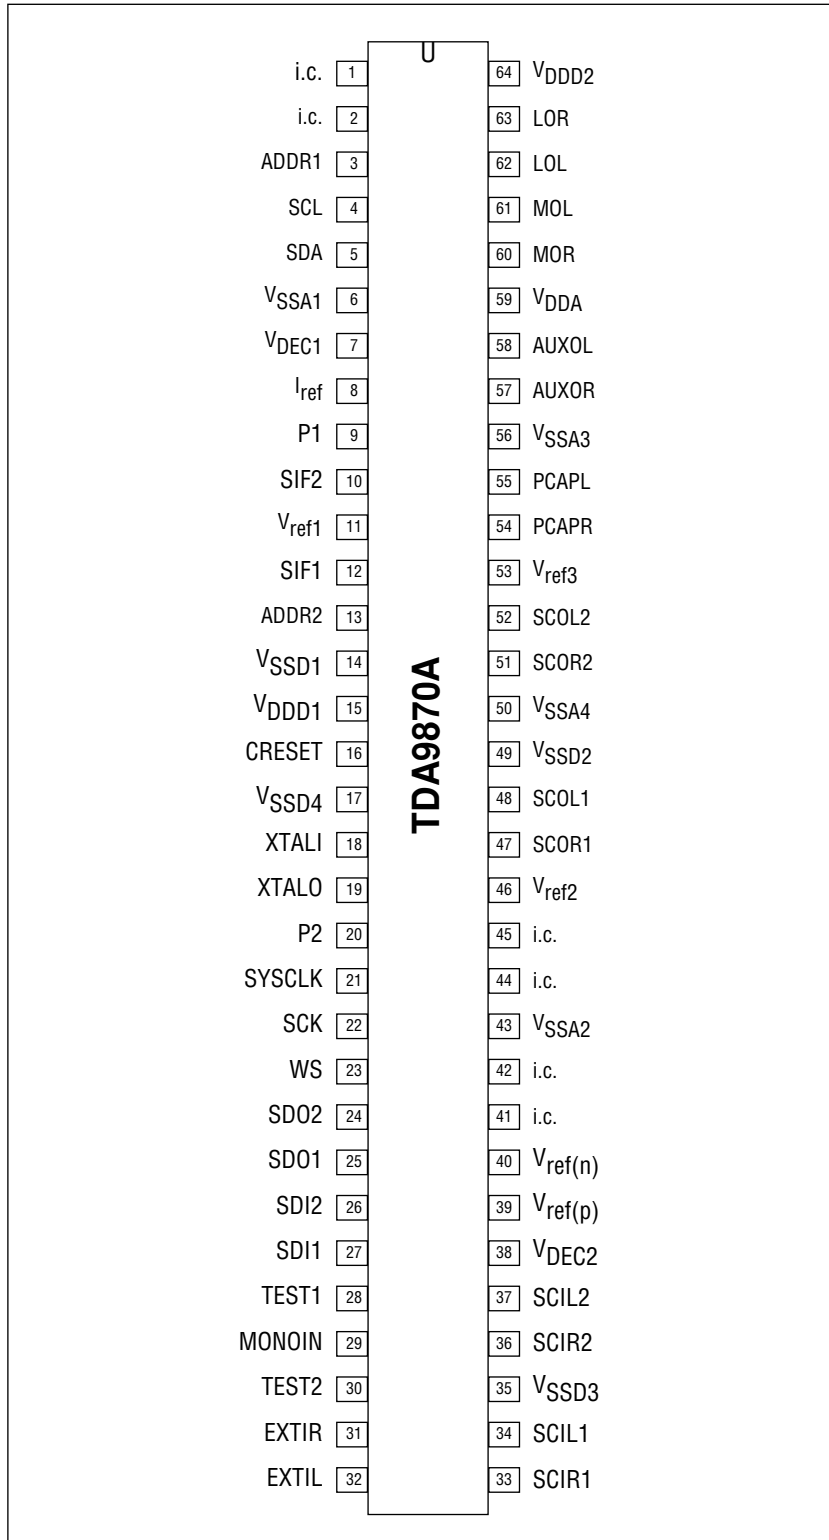 i.c. 1 64 VDDD2
i.c. 2 63 LOR
ADDR1 3 62 LOL
SCL 4 61 MOL
SDA 5 60 MOR
VSSA1 6 59 VDDA
VDEC1 7 58 AUXOL
Iref 8 57 AUXOR
P1 9 56 VSSA3
SIF2 10 55 PCAPL
Vref1 11 54 PCAPR
SIF1 12 53 Vref3
ADDR2 13 52 SCOL2
VSSD1 14 51 SCOR2
VDDD1 15 50 VSSA4
CRESET 16 49 VSSD2
VSSD4 17 48 SCOL1
XTALI 18 47 SCOR1
XTALO 19 46 Vref2
P2 20 45 i.c.
SYSCLK 21 44 i.c.
SCK 22 43 VSSA2
WS 23 42 i.c.
SDO2 24 41 i.c.
SDO1 25 40 Vref(n)
SDI2 26 39 Vref(p)
SDI1 27 38 VDEC2
TEST1 28 37 SCIL2
MONOIN 29 36 SCIR2
TEST2 30 35 VSSD3
EXTIR 31 34 SCIL1
EXTIL 32 33 SCIR1
TDA9870A